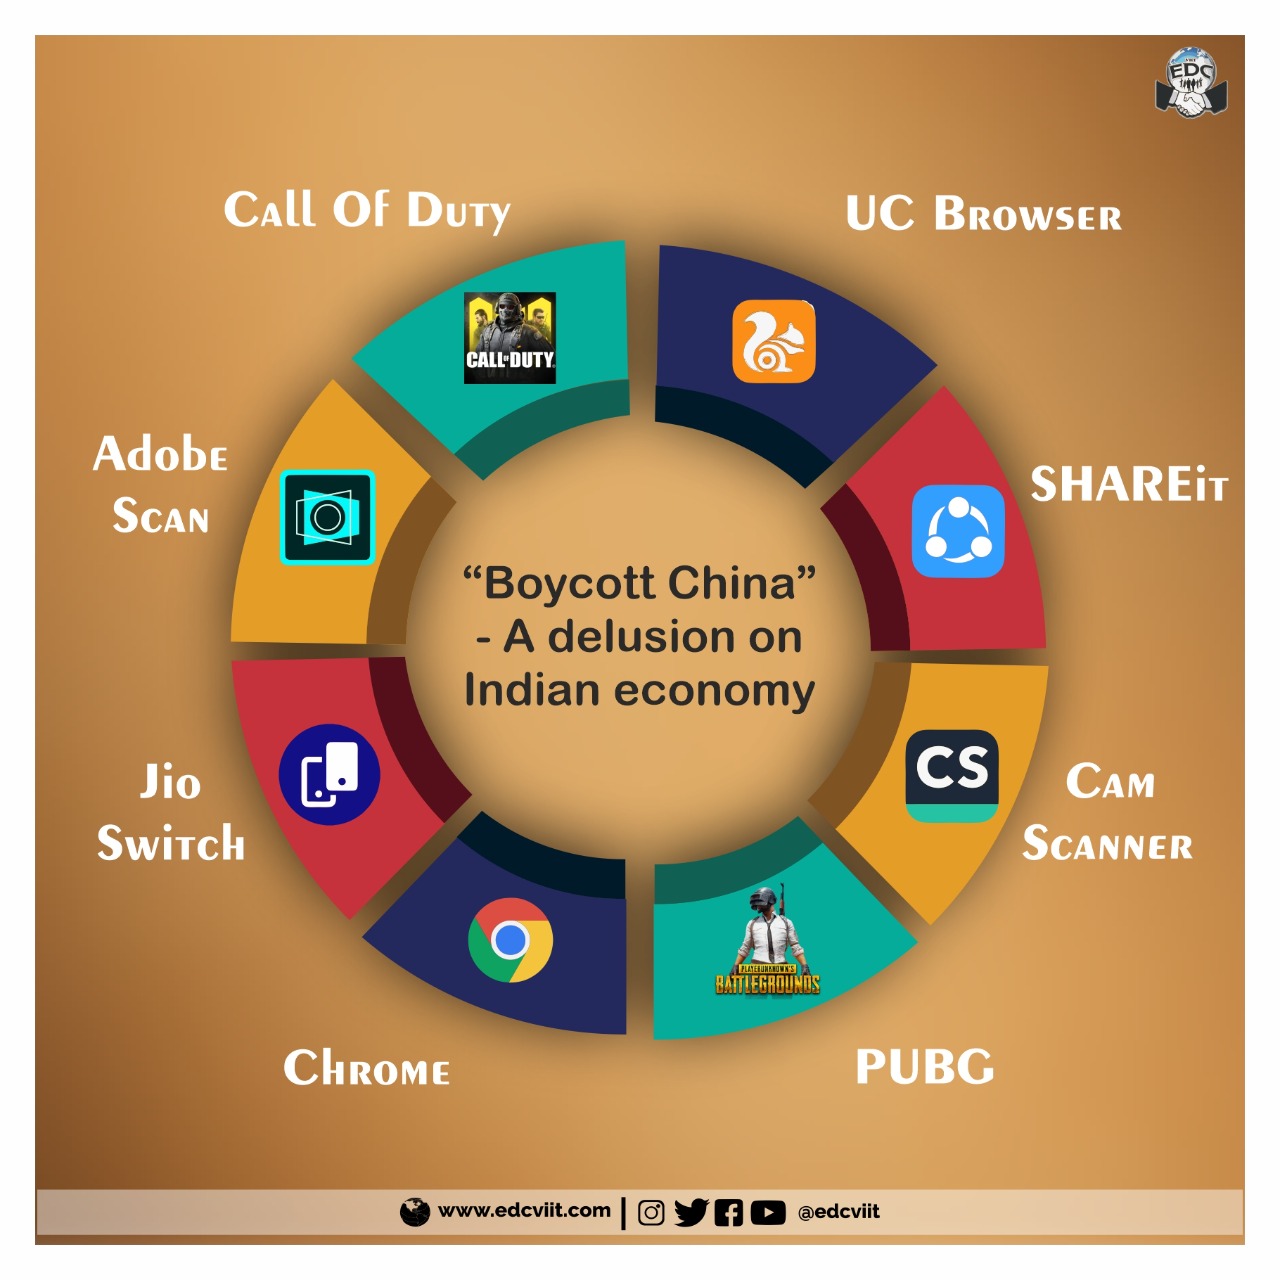 EDC
Call Of Duty
UC Browser
CALL OF DUTY
Adobe
Scan
SHAREit
"Boycott China"
- A delusion on
Indian economy
CS
Jio
Switch
Cam
Scanner
PLAYERUNKNOWN'S
BATTLEGROUNDS
Chrome
PUBG
www.edcviit.com | @edcviit